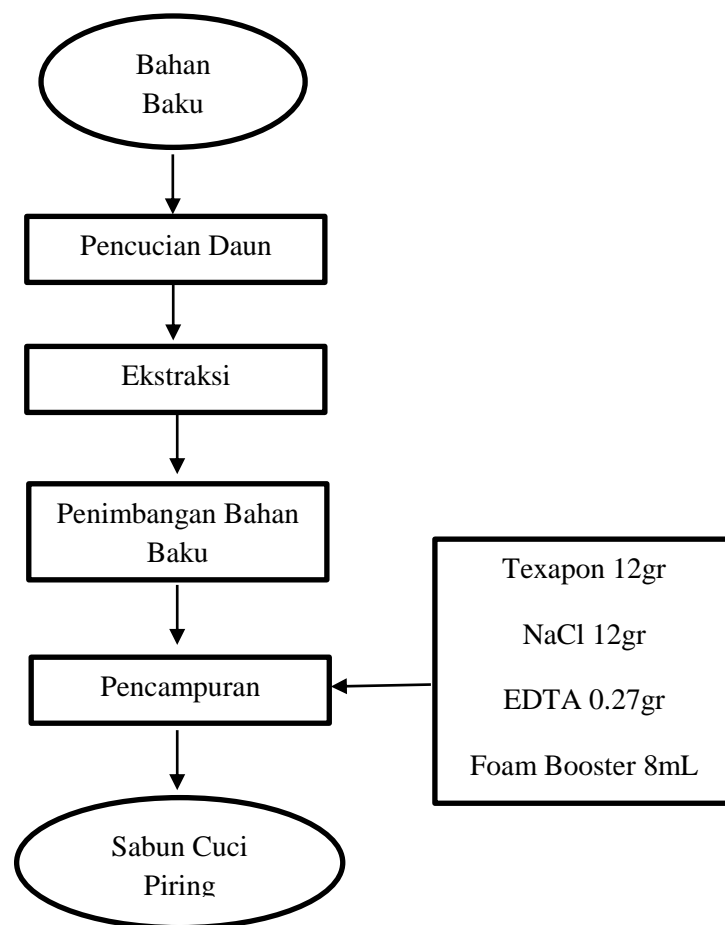 Bahan
Baku
Pencucian Daun
Ekstraksi
Penimbangan Bahan
Baku
Texapon 12gr
NaCl 12gr
EDTA 0.27gr
Foam Booster 8mL
Pencampuran
Sabun Cuci
Piring